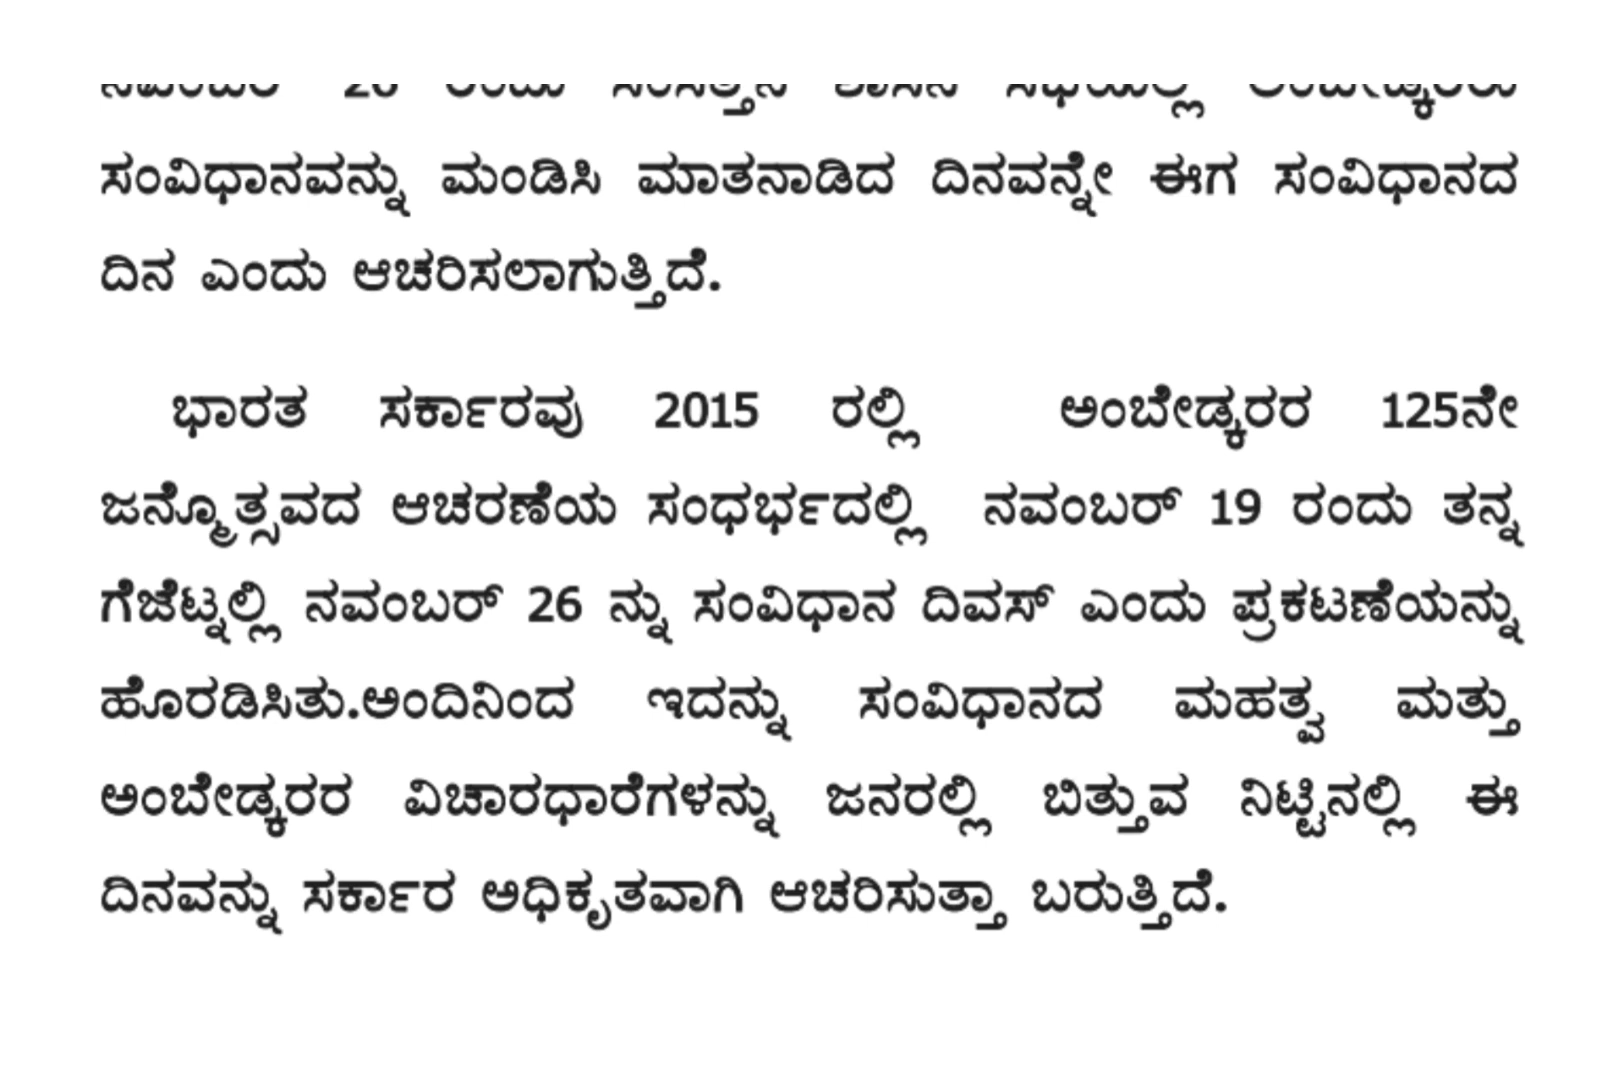 ಸಂವಿಧಾನವನ್ನು ಮಂಡಿಸಿ ಮಾತನಾಡಿದ ದಿನವನ್ನೇ ಈಗ ಸಂವಿಧಾನದ
ದಿನ ಎಂದು ಆಚರಿಸಲಾಗುತ್ತಿದೆ.
ಭಾರತ ಸರ್ಕಾರವು 2015 ರಲ್ಲಿ ಅಂಬೇಡ್ಕರರ 125ನೇ
ಜನ್ಮೊತ್ಸವದ ಆಚರಣೆಯ ಸಂಧರ್ಭದಲ್ಲಿ ನವಂಬರ್ 19 ರಂದು ತನ್ನ
ಗೆಜೆಟ್ನಲ್ಲಿ ನವಂಬರ್ 26 ನ್ನು ಸಂವಿಧಾನ ದಿವಸ್ ಎಂದು ಪ್ರಕಟಣೆಯನ್ನು
ಹೊರಡಿಸಿತು.ಅಂದಿನಿಂದ ಇದನ್ನು ಸಂವಿಧಾನದ ಮಹತ್ವ ಮತ್ತು
ಅಂಬೇಡ್ಕರರ ವಿಚಾರಧಾರೆಗಳನ್ನು ಜನರಲ್ಲಿ ಬಿತ್ತುವ ನಿಟ್ಟಿನಲ್ಲಿ ಈ
ದಿನವನ್ನು ಸರ್ಕಾರ ಅಧಿಕೃತವಾಗಿ ಆಚರಿಸುತ್ತಾ ಬರುತ್ತಿದೆ.